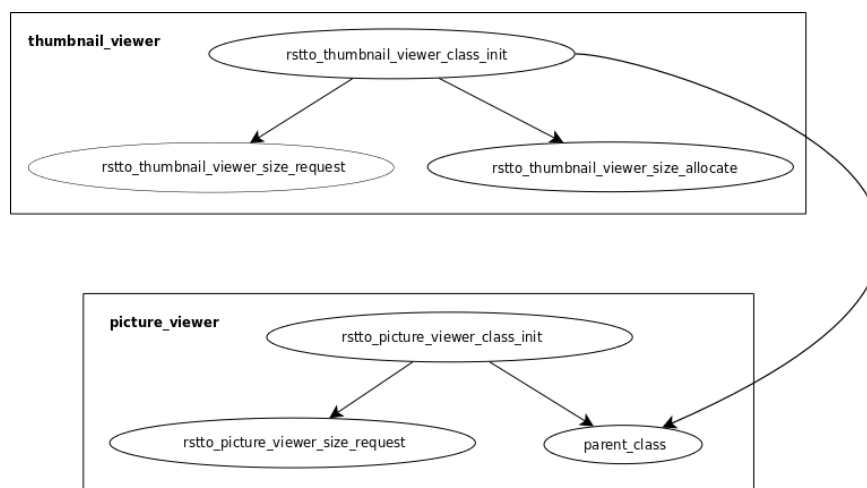 thumbnail_viewer
rstto_thumbnail_viewer_class_init
rstto_thumbnail_viewer_size_request
rstto_thumbnail_viewer_size_allocate
picture_viewer
rstto_picture_viewer_class_init
rstto_picture_viewer_size_request
parent_class